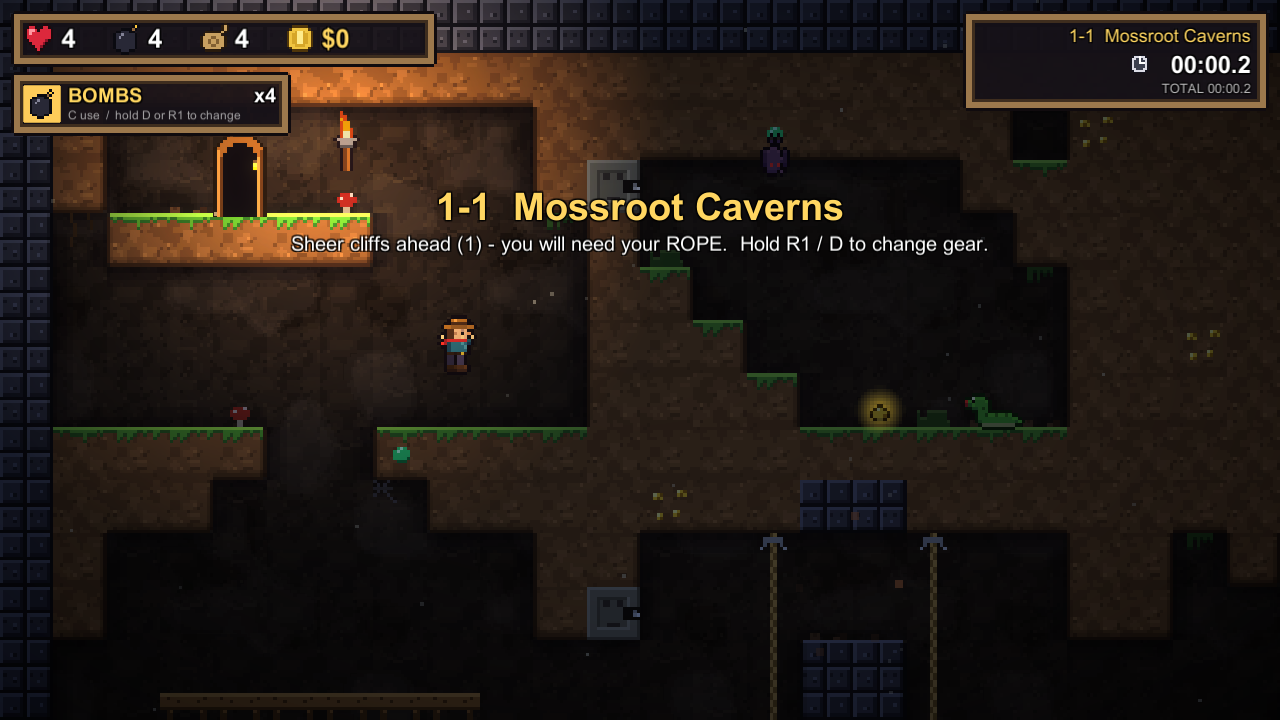 4 4 4 $0
BOMBS x4
C use / hold D or R1 to change
1-1 Mossroot Caverns
00:00.2
TOTAL 00:00.2
1-1 Mossroot Caverns
Sheer cliffs ahead (1) - you will need your ROPE. Hold R1 / D to change gear.